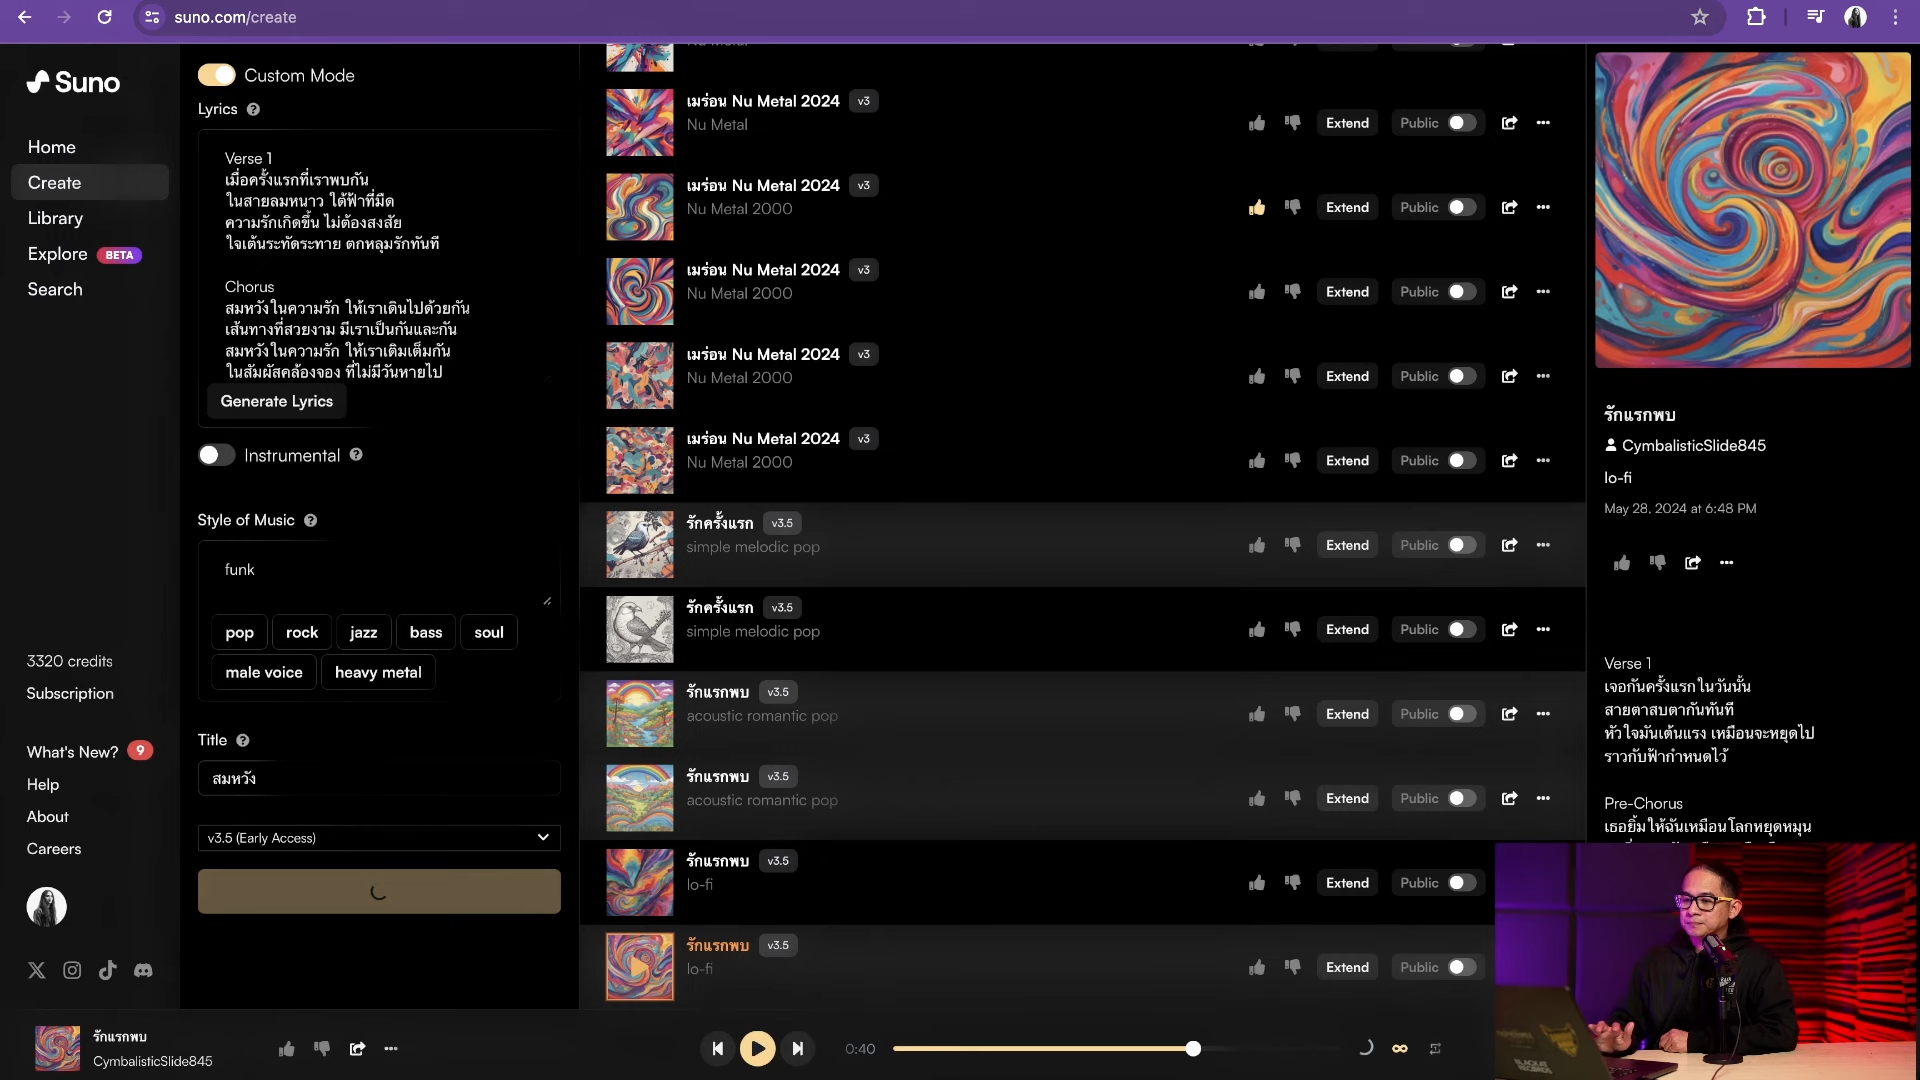 suno.com/create
Suno
Home
Create
Library
Explore BETA
Search
3320 credits
Subscription
What's New? 9
Help
About
Careers
Custom Mode
Lyrics
Verse 1
เมื่อครั้งแรกที่เราพบกัน
ในสายลมหนาว ใต้ฟ้าที่มืด
ความรักเกิดขึ้น ไม่ต้องสงสัย
ใจเต้นระทัดระทาย ตกหลุมรักทันที
Chorus
สมหวังในความรัก ให้เราเดินไปด้วยกัน
เส้นทางที่สวยงาม มีเราเป็นกันและกัน
สมหวังในความรัก ให้เราเติมเต็มกัน
ในสัมผัสคล้องจอง ที่ไม่มีวันหายไป
Generate Lyrics
Instrumental
Style of Music
funk
pop rock jazz bass soul
male voice heavy metal
Title
สมหวัง
v3.5 (Early Access)
เมร่อน Nu Metal 2024 v3
Nu Metal
Extend Public
เมร่อน Nu Metal 2024 v3
Nu Metal 2000
Extend Public
เมร่อน Nu Metal 2024 v3
Nu Metal 2000
Extend Public
เมร่อน Nu Metal 2024 v3
Nu Metal 2000
Extend Public
เมร่อน Nu Metal 2024 v3
Nu Metal 2000
Extend Public
รักครั้งแรก v3.5
simple melodic pop
Extend Public
รักครั้งแรก v3.5
simple melodic pop
Extend Public
รักแรกพบ v3.5
acoustic romantic pop
Extend Public
รักแรกพบ v3.5
acoustic romantic pop
Extend Public
รักแรกพบ v3.5
lo-fi
Extend Public
รักแรกพบ v3.5
lo-fi
Extend Public
รักแรกพบ
CymbalisticSlide845
lo-fi
May 28, 2024 at 6:48 PM
Verse 1
เจอกันครั้งแรกในวันนั้น
สายตาสบตากันทันที
หัวใจมันเต้นแรง เหมือนจะหยุดไป
ราวกับฟ้ากำหนดไว้
Pre-Chorus
เธอยิ้มให้ฉันเหมือนโลกหยุดหมุน
รักแรกพบ
CymbalisticSlide845
0:40